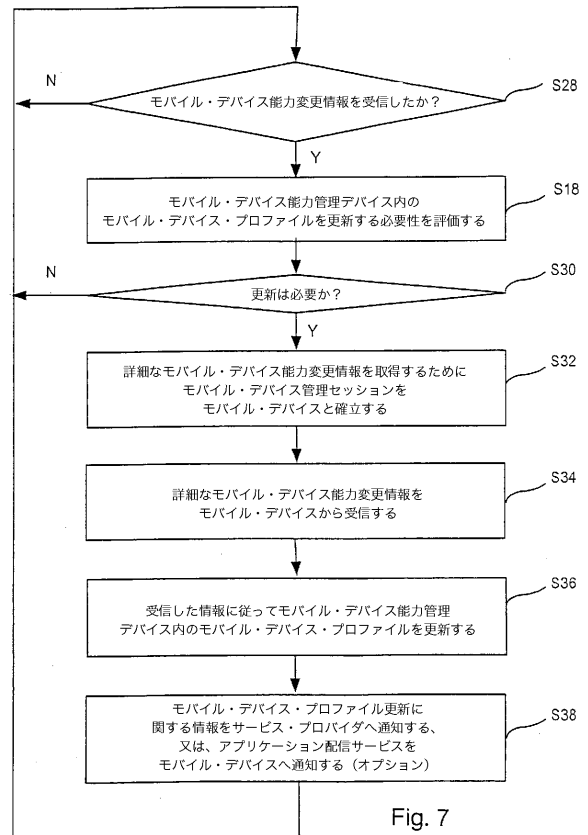 N
モバイル・デバイス能力変更情報を受信したか？
S28
Y
モバイル・デバイス能力管理デバイス内の
モバイル・デバイス・プロファイルを更新する必要性を評価する
S18
N
更新は必要か？
S30
Y
詳細なモバイル・デバイス能力変更情報を取得するために
モバイル・デバイス管理セッションを
モバイル・デバイスと確立する
S32
詳細なモバイル・デバイス能力変更情報を
モバイル・デバイスから受信する
S34
受信した情報に従ってモバイル・デバイス能力管理
デバイス内のモバイル・デバイス・プロファイルを更新する
S36
モバイル・デバイス・プロファイル更新に
関する情報をサービス・プロバイダへ通知する、
又は、アプリケーション配信サービスを
モバイル・デバイスへ通知する（オプション）
S38
Fig. 7